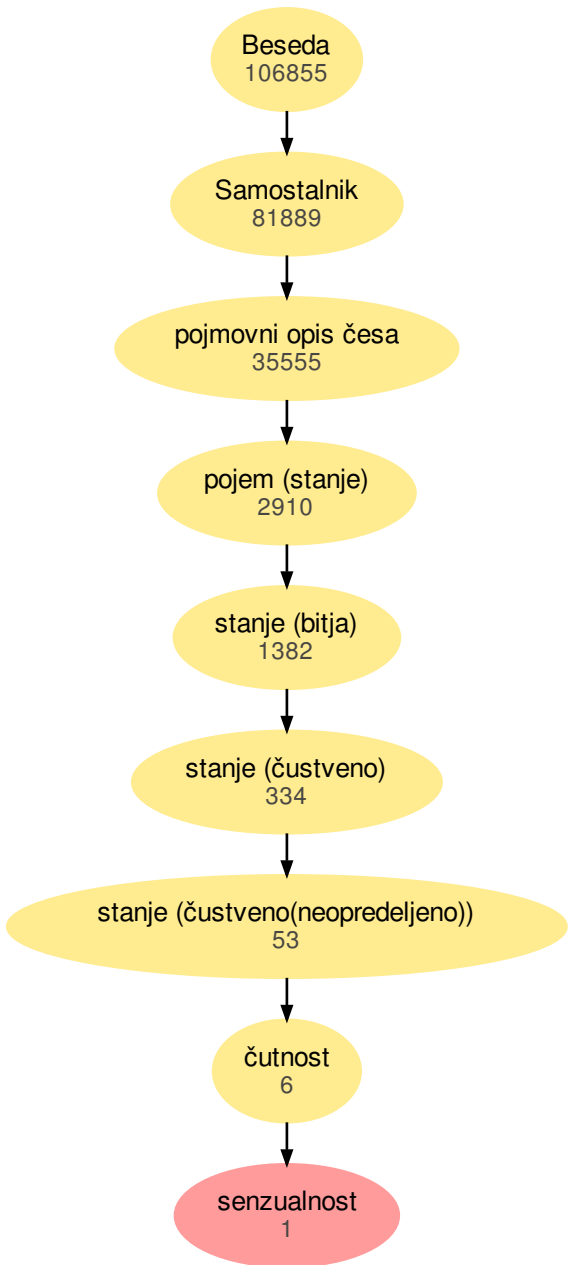 Beseda
106855
Samostalnik
81889
pojmovni opis česa
35555
pojem (stanje)
2910
stanje (bitja)
1382
stanje (čustveno)
334
stanje (čustveno(neopredeljeno))
53
čutnost
6
senzualnost
1